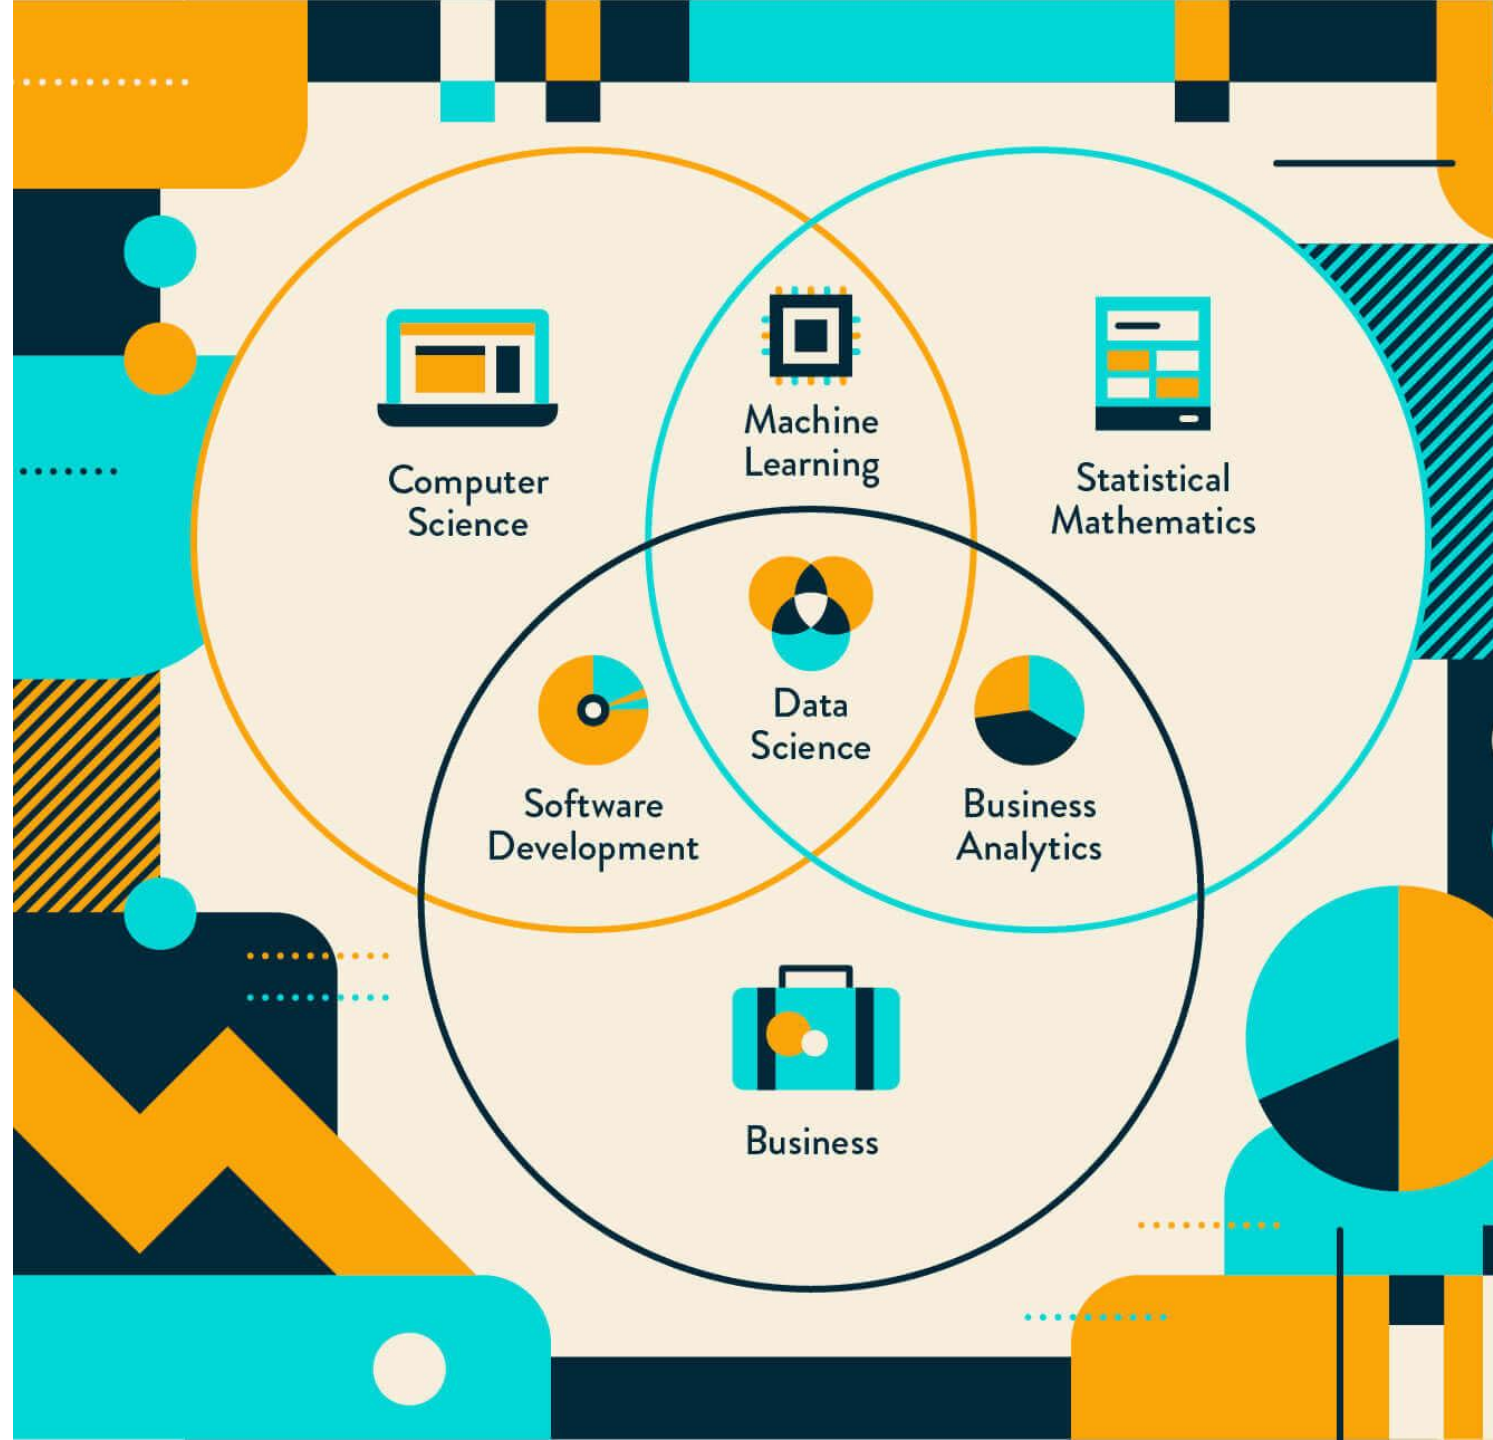 Machine
Learning
Computer
Science
Statistical
Mathematics
Data
Science
Software
Development
Business
Analytics
Business